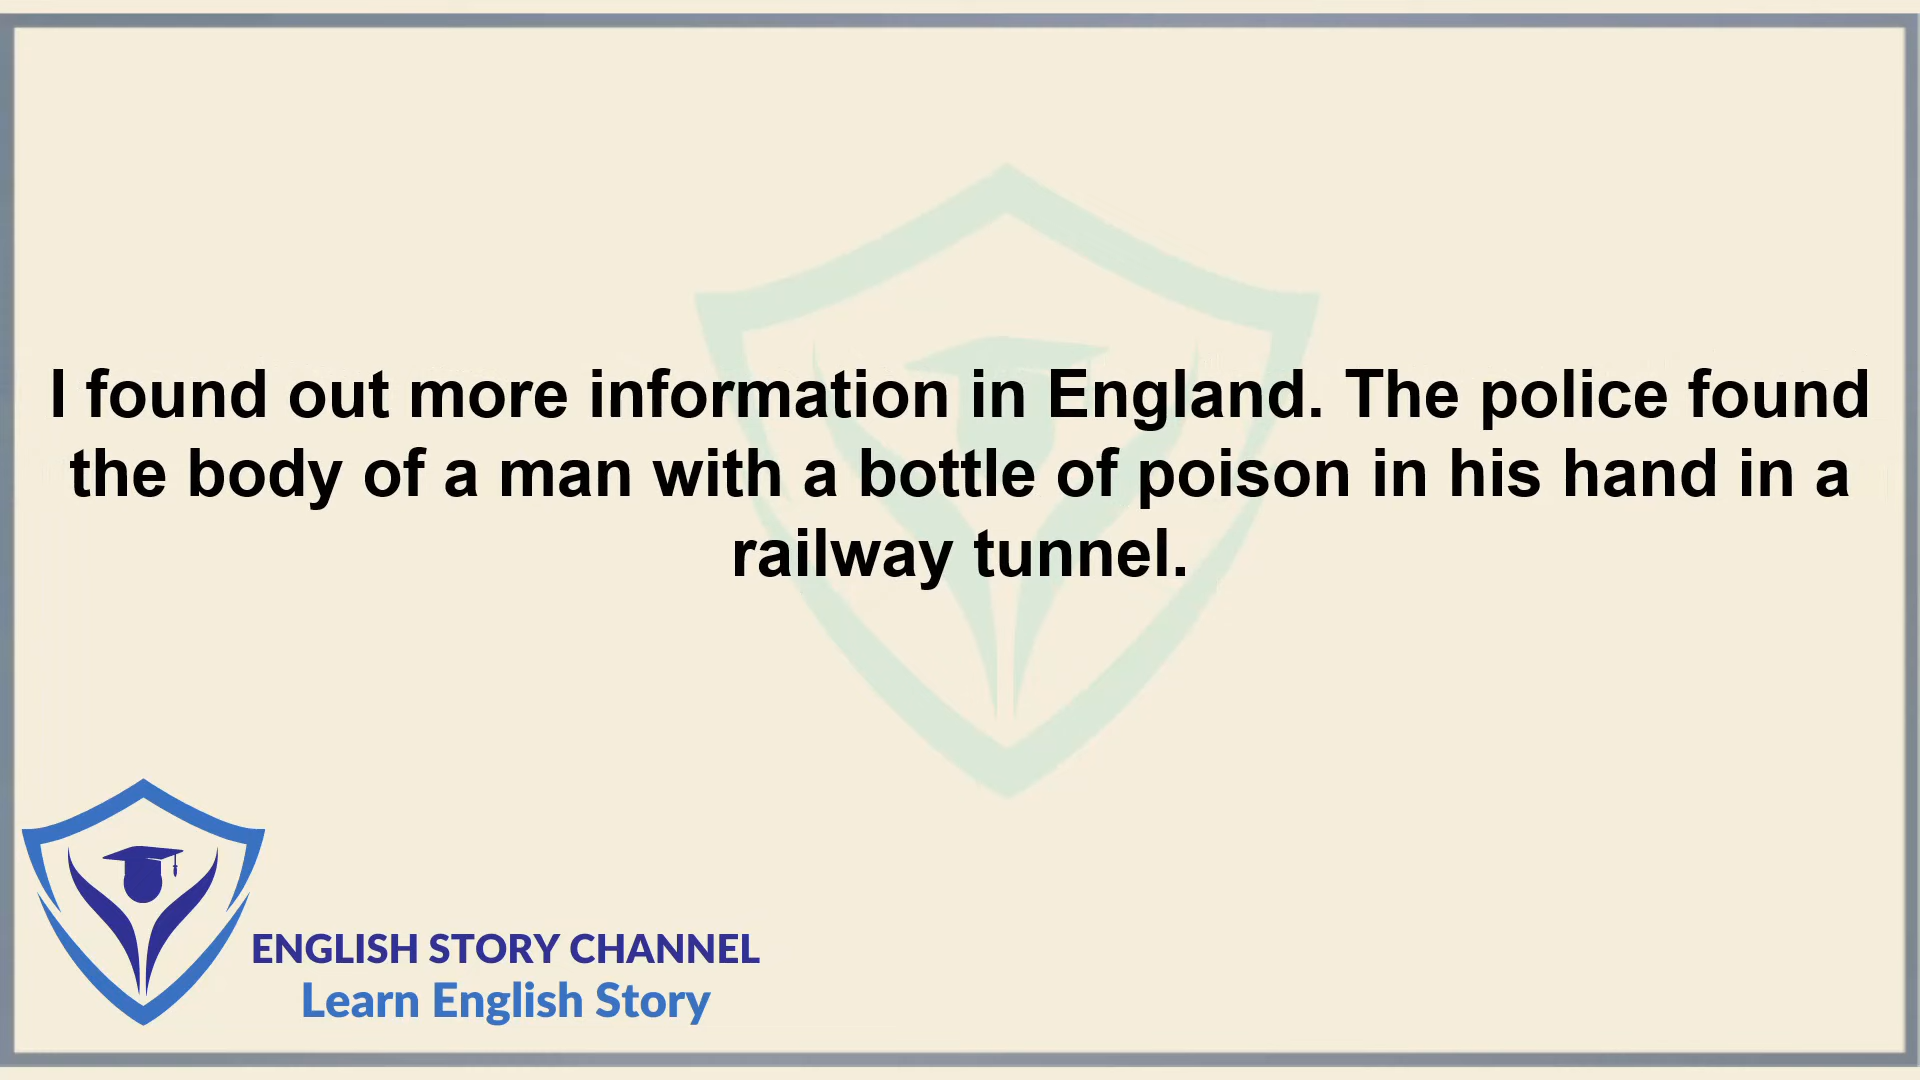 I found out more information in England. The police found
the body of a man with a bottle of poison in his hand in a
railway tunnel.
ENGLISH STORY CHANNEL
Learn English Story